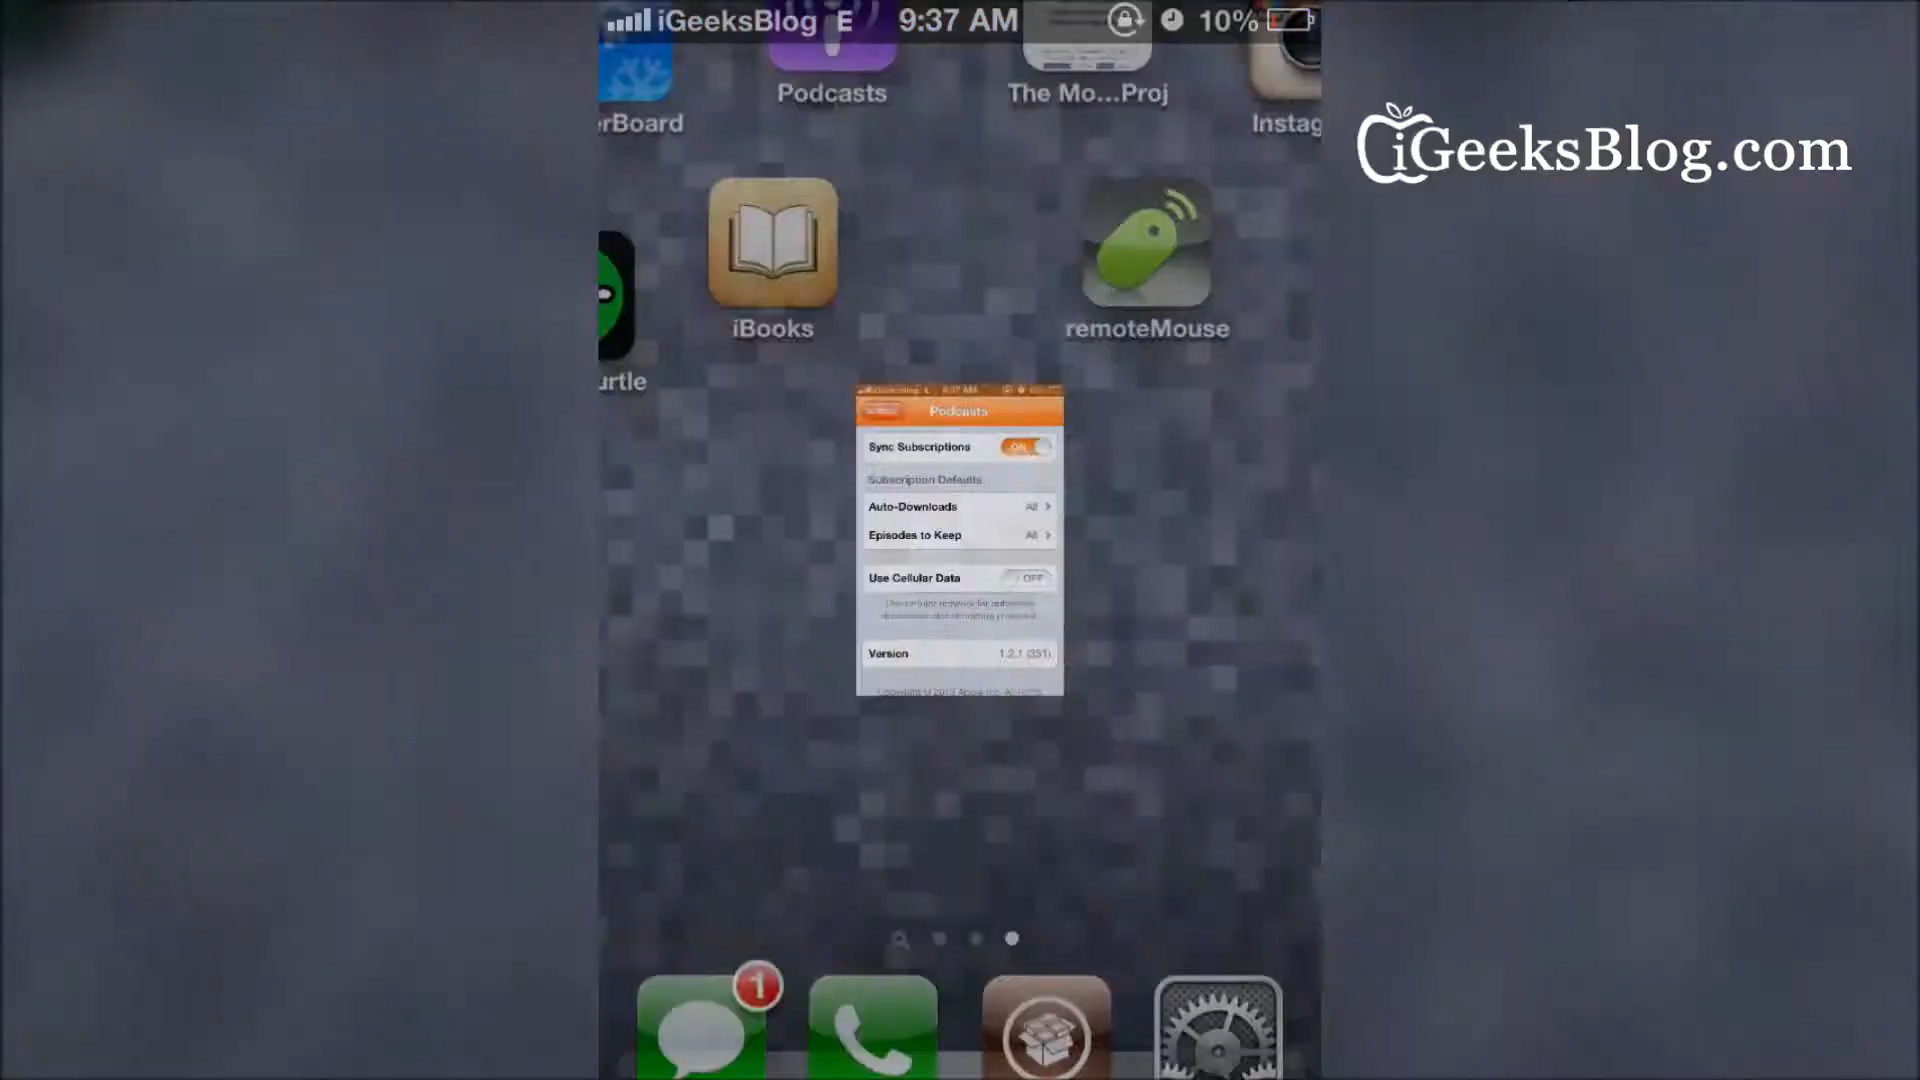 iGeeksBlog E 9:37 AM 10%
Podcasts
The Mo...Proj
rBoard
Instag
iGeeksBlog.com
iBooks
remoteMouse
urtle
Podcasts
Sync Subscriptions ON
Subscription Defaults
Auto-Downloads All
Episodes to Keep All
Use Cellular Data OFF
Version 1.2.1 (331)
1